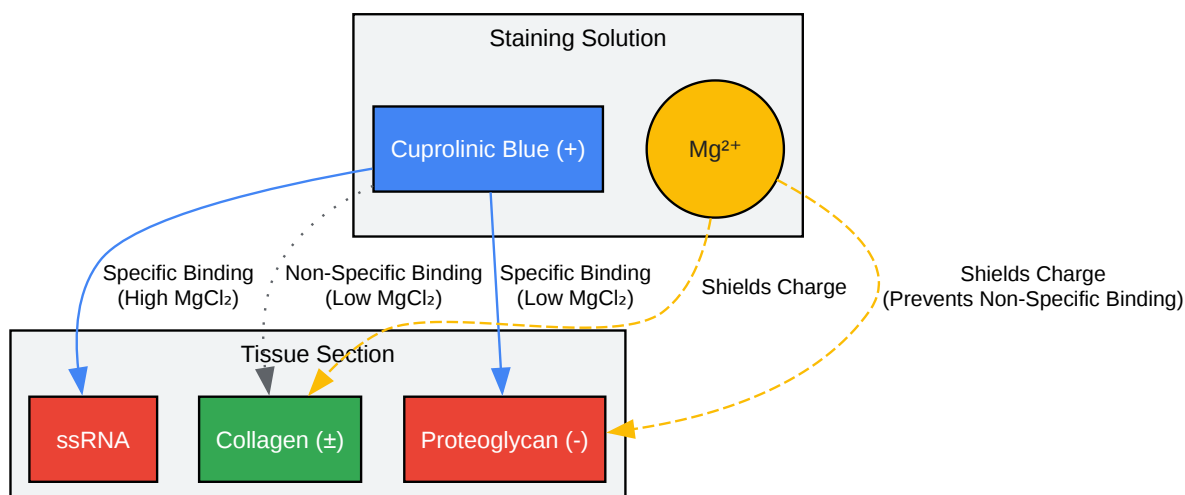 Staining Solution
Cuprolinic Blue (+)
Mg²⁺
Specific Binding
(High MgCl₂)
Non-Specific Binding
(Low MgCl₂)
Specific Binding
(Low MgCl₂)
Shields Charge
Shields Charge
(Prevents Non-Specific Binding)
Tissue Section
ssRNA
Collagen (±)
Proteoglycan (-)